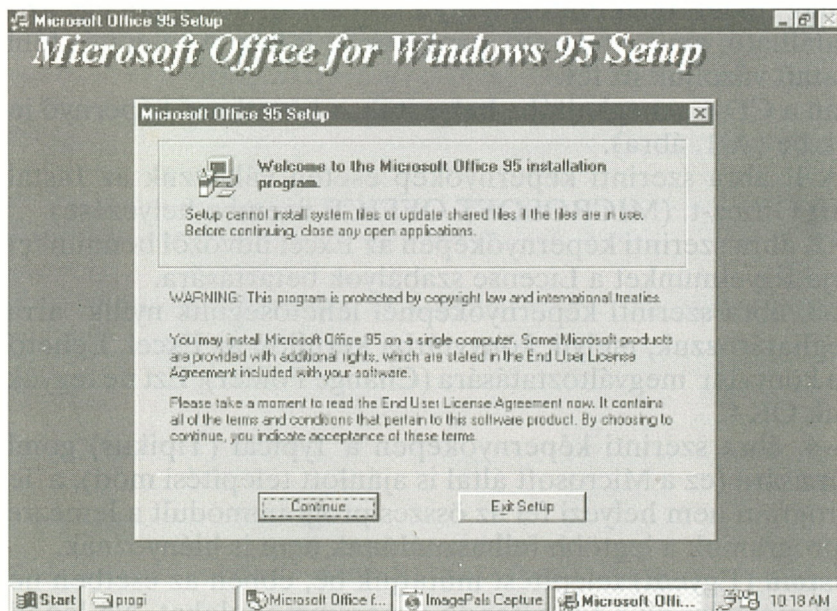 Microsoft Office 95 Setup
Microsoft Office for Windows 95 Setup
Microsoft Office 95 Setup
Welcome to the Microsoft Office 95 installation
program.
Setup cannot install system files or update shared files if the files are in use.
Before continuing, close any open applications.
WARNING: This program is protected by copyright law and international treaties.
You may install Microsoft Office 95 on a single computer. Some Microsoft products
are provided with additional rights, which are stated in the End User License
Agreement included with your software.
Please take a moment to read the End User License Agreement now. It contains
all of the terms and conditions that pertain to this software product. By choosing to
continue, you indicate acceptance of these terms.
Continue
Exit Setup
Start
progi
Microsoft Office f...
ImagePals Capture
Microsoft Offi...
10:18 AM